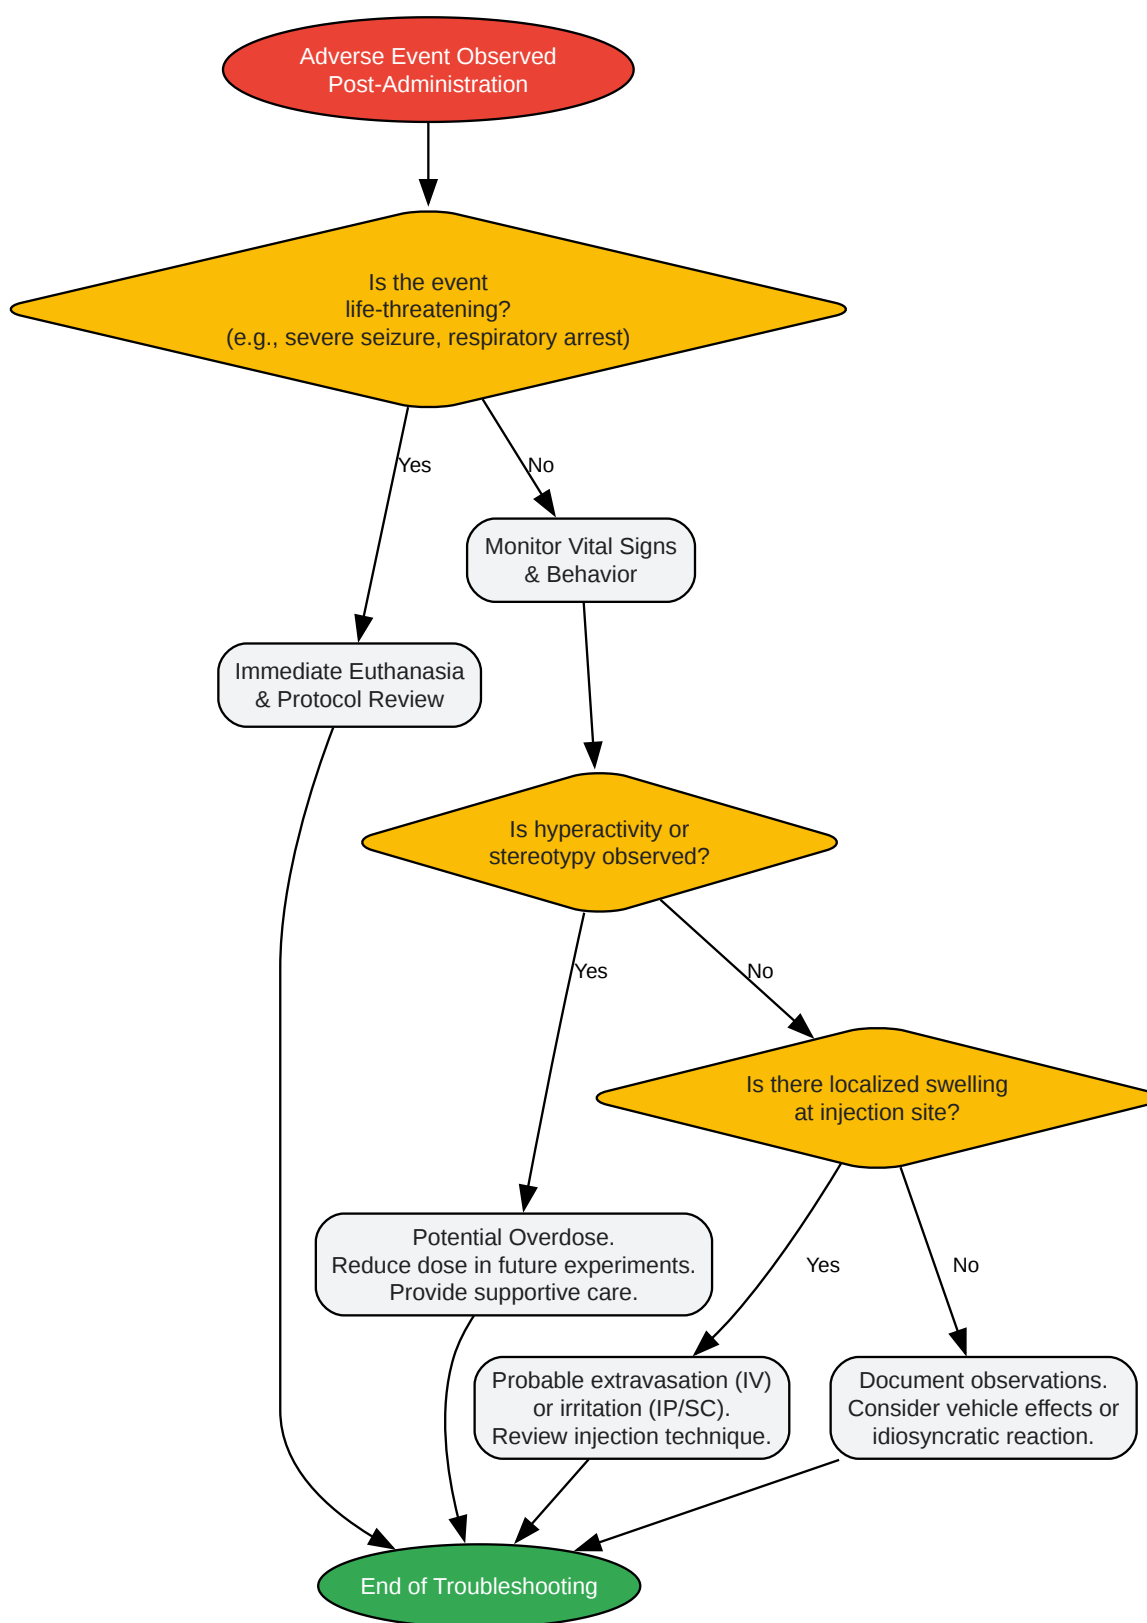 Adverse Event Observed
Post-Administration
Is the event
life-threatening?
(e.g., severe seizure, respiratory arrest)
Yes
No
Monitor Vital Signs
& Behavior
Immediate Euthanasia
& Protocol Review
Is hyperactivity or
stereotypy observed?
Yes
No
Is there localized swelling
at injection site?
Potential Overdose.
Reduce dose in future experiments.
Provide supportive care.
Yes
No
Probable extravasation (IV)
or irritation (IP/SC).
Review injection technique.
Document observations.
Consider vehicle effects or
idiosyncratic reaction.
End of Troubleshooting